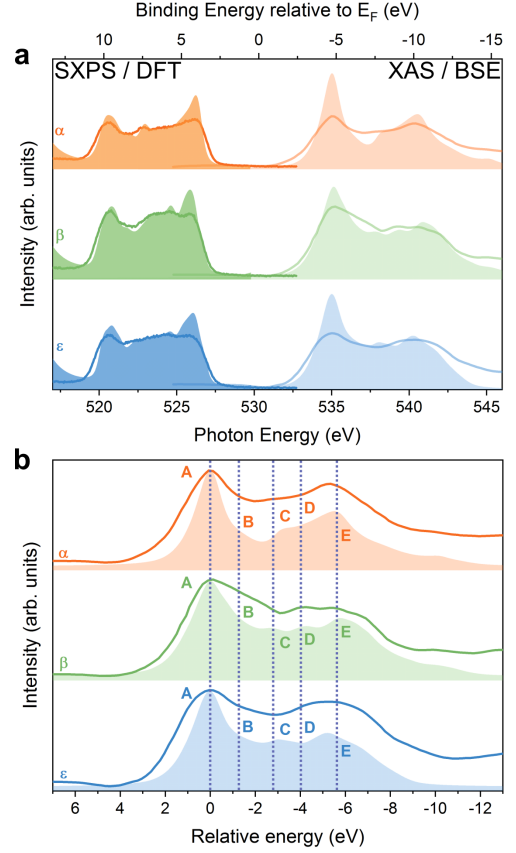 Binding Energy relative to E_F (eV)
10 5 0 -5 -10 -15
a
SXPS / DFT XAS / BSE
α
β
ε
Intensity (arb. units)
520 525 530 535 540 545
Photon Energy (eV)
b
A
B C D E
α
A
B C D E
β
A
B C D E
ε
Intensity (arb. units)
6 4 2 0 -2 -4 -6 -8 -10 -12
Relative energy (eV)